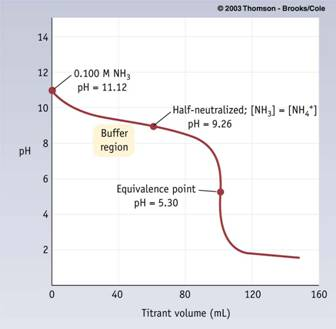 © 2003 Thomson - Brooks/Cole
14
12
10
8
6
4
2
pH
0.100 M NH₃
pH = 11.12
Half-neutralized; [NH₃] = [NH₄⁺]
pH = 9.26
Buffer
region
Equivalence point
pH = 5.30
0
40
80
120
160
Titrant volume (mL)